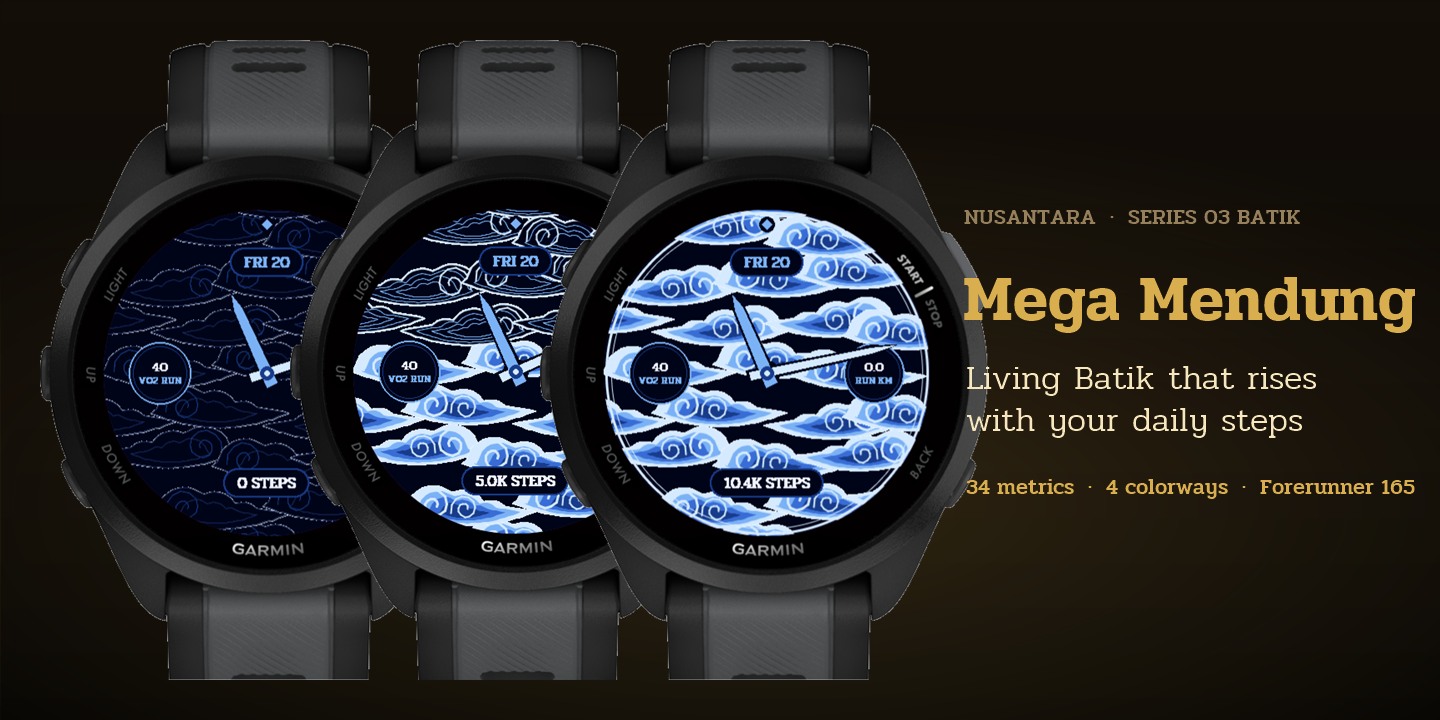 FRI 20
LIGHT
UP
40
VO2 RUN
DOWN
0 STEPS
GARMIN
FRI 20
LIGHT
UP
40
VO2 RUN
DOWN
5.0K STEPS
GARMIN
FRI 20
LIGHT
START
STOP
UP
40
VO2 RUN
0.0
RUN KM
DOWN
BACK
10.4K STEPS
GARMIN
NUSANTARA · SERIES 03 BATIK
Mega Mendung
Living Batik that rises
with your daily steps
34 metrics · 4 colorways · Forerunner 165